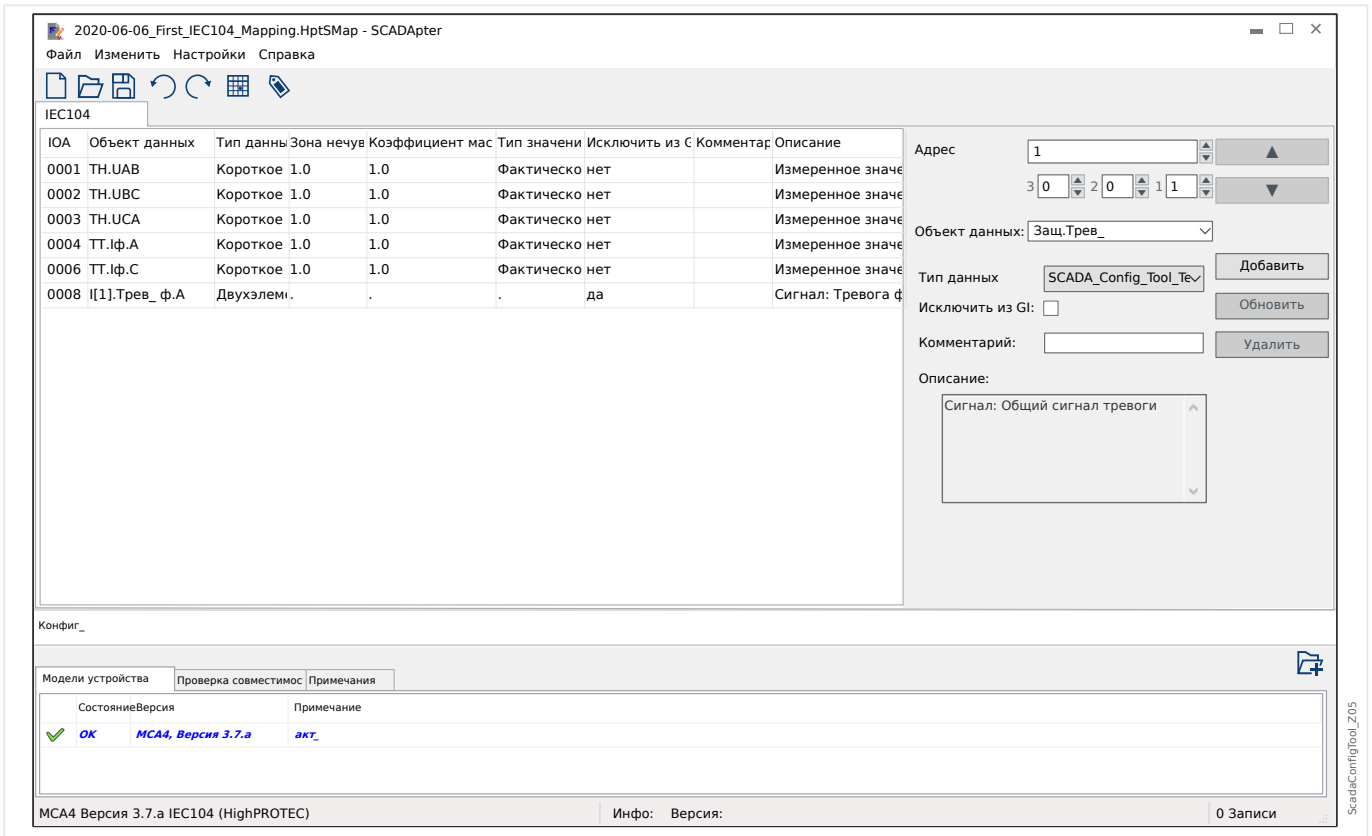 2020-06-06_First_IEC104_Mapping.HptSMap - SCADApter
Файл Изменить Настройки Справка
IEC104
IOA Объект данных Тип данны Зона нечув Коэффициент мас Тип значени Исключить из G Комментар Описание
0001 TH.UAB Короткое 1.0 1.0 Фактическо нет Измеренное значе
0002 TH.UBC Короткое 1.0 1.0 Фактическо нет Измеренное значе
0003 TH.UCA Короткое 1.0 1.0 Фактическо нет Измеренное значе
0004 ТТ.Iф.A Короткое 1.0 1.0 Фактическо нет Измеренное значе
0006 ТТ.Iф.C Короткое 1.0 1.0 Фактическо нет Измеренное значе
0008 I[1].Трев_ ф.A Двухэлем . . . да Сигнал: Тревога ф
Адрес 1
3 0 2 0 1 1
Объект данных: Защ.Трев_
Добавить
Тип данных SCADA_Config_Tool_Te
Исключить из GI: Обновить
Комментарий: Удалить
Описание:
Сигнал: Общий сигнал тревоги
Конфиг_
Модели устройства Проверка совместимос Примечания
Состояние Версия Примечание
OK MCA4, Версия 3.7.a акт_
MCA4 Версия 3.7.a IEC104 (HighPROTEC) Инфо: Версия: 0 Записи
ScadaConfigTool_Z05